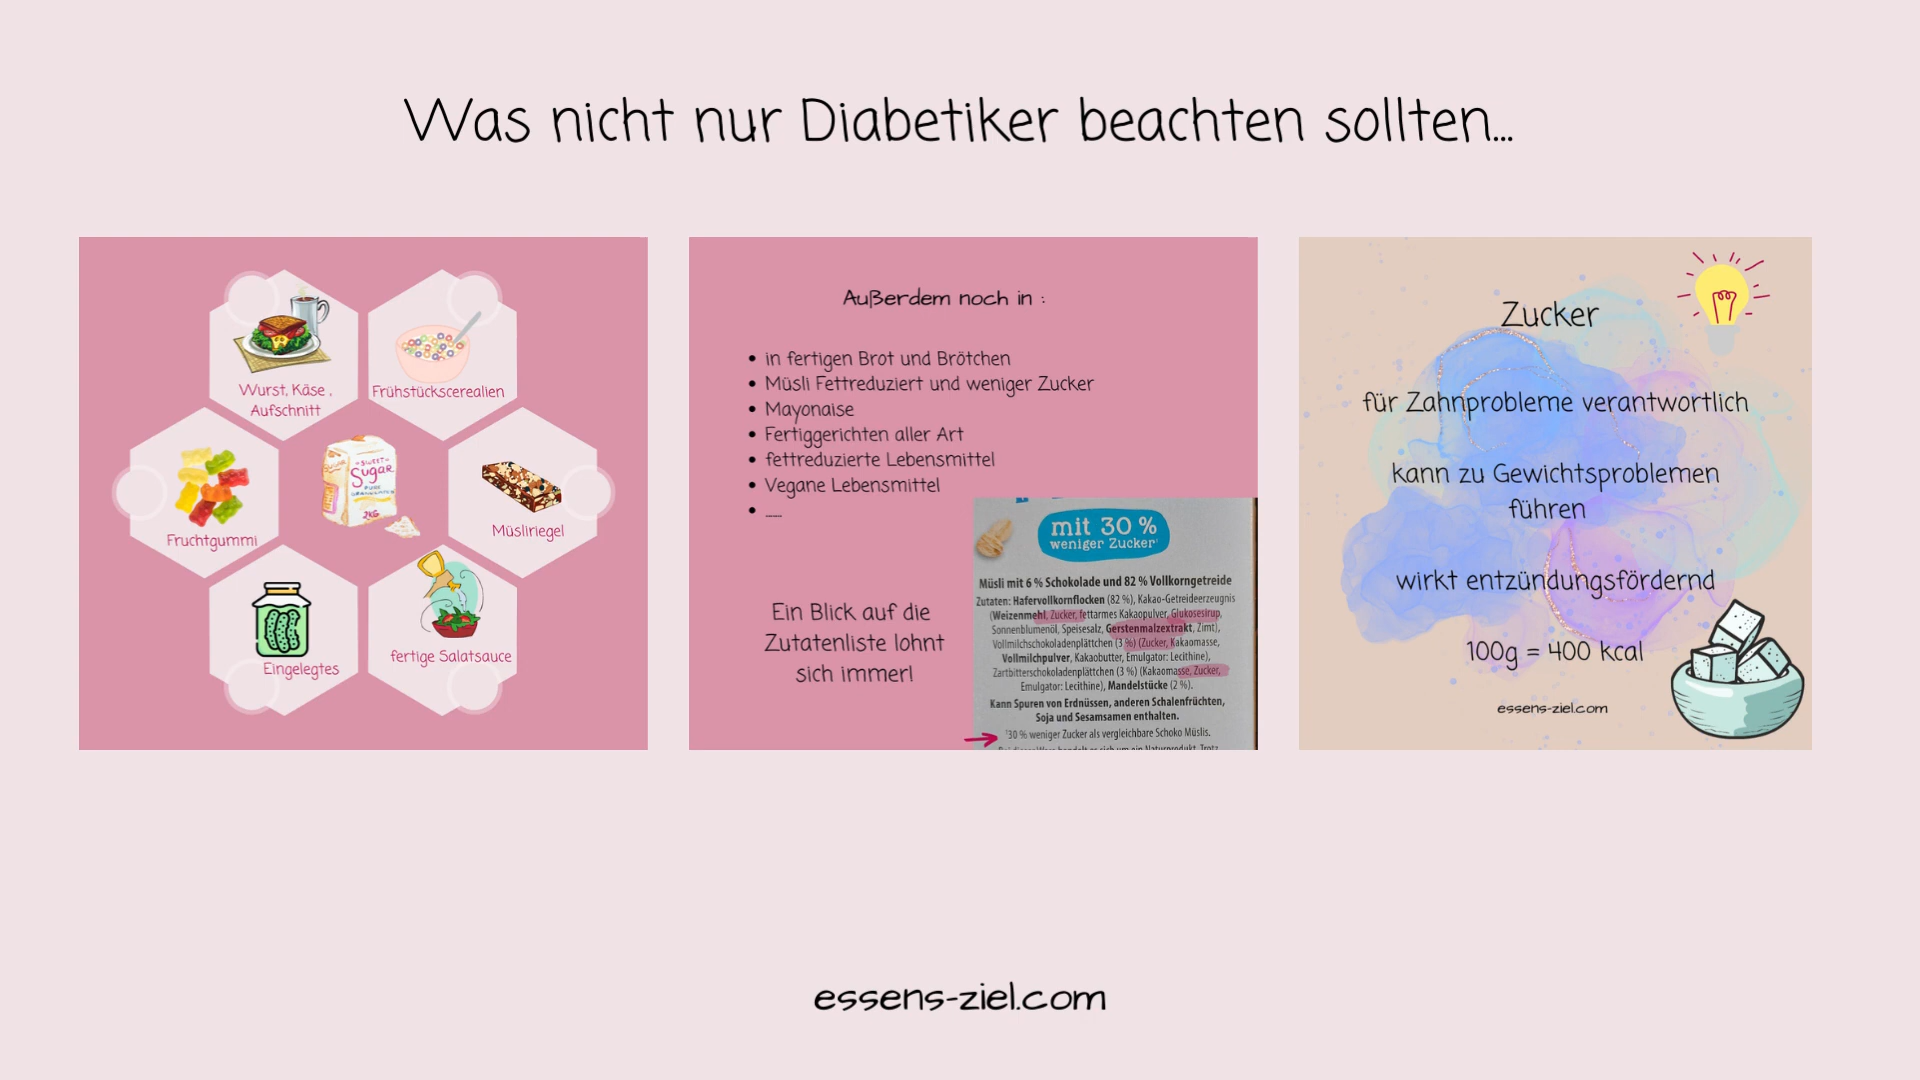 Was nicht nur Diabetiker beachten sollten...
Wurst, Käse ,
Aufschnitt
Frühstückscerealien
Fruchtgummi
SWEET
Sugar
PURE
2KG
Müsliriegel
Eingelegtes
fertige Salatsauce
Außerdem noch in :
• in fertigen Brot und Brötchen
• Müsli Fettreduziert und weniger Zucker
• Mayonaise
• Fertiggerichten aller Art
• fettreduzierte Lebensmittel
• Vegane Lebensmittel
• ......
Ein Blick auf die
Zutatenliste lohnt
sich immer!
mit 30 %
weniger Zucker¹
Müsli mit 6 % Schokolade und 82 % Vollkorngetreide
Zutaten: Hafervollkornflocken (82 %), Kakao-Getreideerzeugnis
(Weizenmehl, Zucker, fettarmes Kakaopulver, Glukosesirup,
Sonnenblumenöl, Speisesalz, Gerstenmalzextrakt, Zimt),
Vollmilchschokoladenplättchen (3 %) (Zucker, Kakaomasse,
Vollmilchpulver, Kakaobutter, Emulgator: Lecithine),
Zartbitterschokoladenplättchen (3 %) (Kakaomasse, Zucker,
Emulgator: Lecithine), Mandelstücke (2 %).
Kann Spuren von Erdnüssen, anderen Schalenfrüchten,
Soja und Sesamsamen enthalten.
¹30 % weniger Zucker als vergleichbare Schoko Müslis.
Zucker
für Zahnprobleme verantwortlich
kann zu Gewichtsproblemen
führen
wirkt entzündungsfördernd
100g = 400 kcal
essens-ziel.com
essens-ziel.com